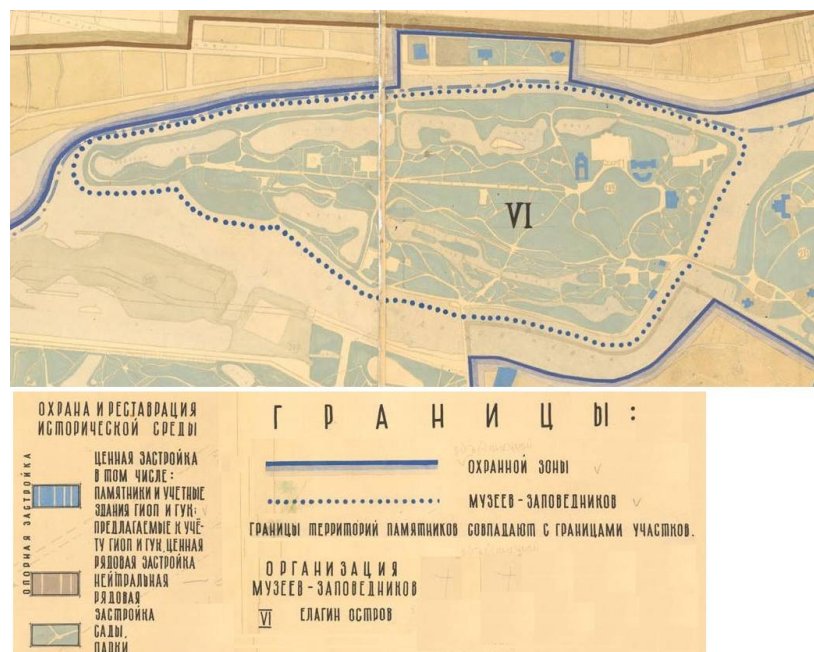 VI
ОХРАНА И РЕСТАВРАЦИЯ
ИСТОРИЧЕСКОЙ СРЕДЫ
ОПОРНАЯ ЗАСТРОЙКА
ЦЕННАЯ ЗАСТРОЙКА
В ТОМ ЧИСЛЕ:
ПАМЯТНИКИ И УЧЕТНЫЕ
ЗДАНИЯ ГИОП И ГУК:
ПРЕДЛАГАЕМЫЕ К УЧЁ-
ТУ ГИОП И ГУК, ЦЕННАЯ
РЯДОВАЯ ЗАСТРОЙКА
НЕЙТРАЛЬНАЯ
РЯДОВАЯ
ЗАСТРОЙКА
САДЫ,
ПАРКИ
ГРАНИЦЫ:
ОХРАННОЙ ЗОНЫ
МУЗЕЕВ-ЗАПОВЕДНИКОВ
ГРАНИЦЫ ТЕРРИТОРИЙ ПАМЯТНИКОВ СОВПАДАЮТ С ГРАНИЦАМИ УЧАСТКОВ.
ОРГАНИЗАЦИЯ
МУЗЕЕВ-ЗАПОВЕДНИКОВ
VI ЕЛАГИН ОСТРОВ